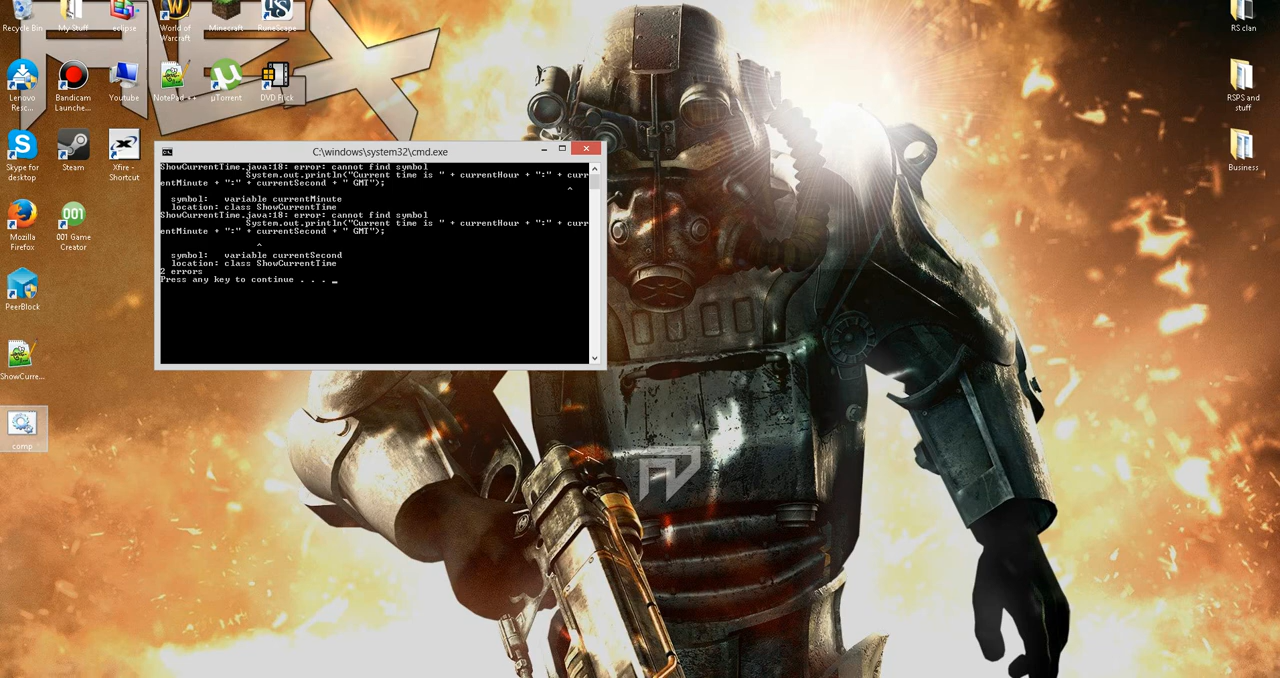 Recycle Bin
My Stuff
eclipse
World of
Warcraft
Minecraft
RuneScape
RS clan
Lenovo
Resc...
Bandicam
Launche...
Youtube
NotePad ++
µTorrent
DVD Flick
RSPS and
stuff
Skype for
desktop
Steam
Xfire -
Shortcut
Business
Mozilla
Firefox
001
001 Game
Creator
PeerBlock
ShowCurre...
comp
C:\windows\system32\cmd.exe
ShowCurrentTime.java:18: error: cannot find symbol
System.out.println("Current time is " + currentHour + ":" + curr
entMinute + ":" + currentSecond + " GMT");
^
symbol: variable currentMinute
location: class ShowCurrentTime
ShowCurrentTime.java:18: error: cannot find symbol
System.out.println("Current time is " + currentHour + ":" + curr
entMinute + ":" + currentSecond + " GMT");
^
symbol: variable currentSecond
location: class ShowCurrentTime
2 errors
Press any key to continue . . . _